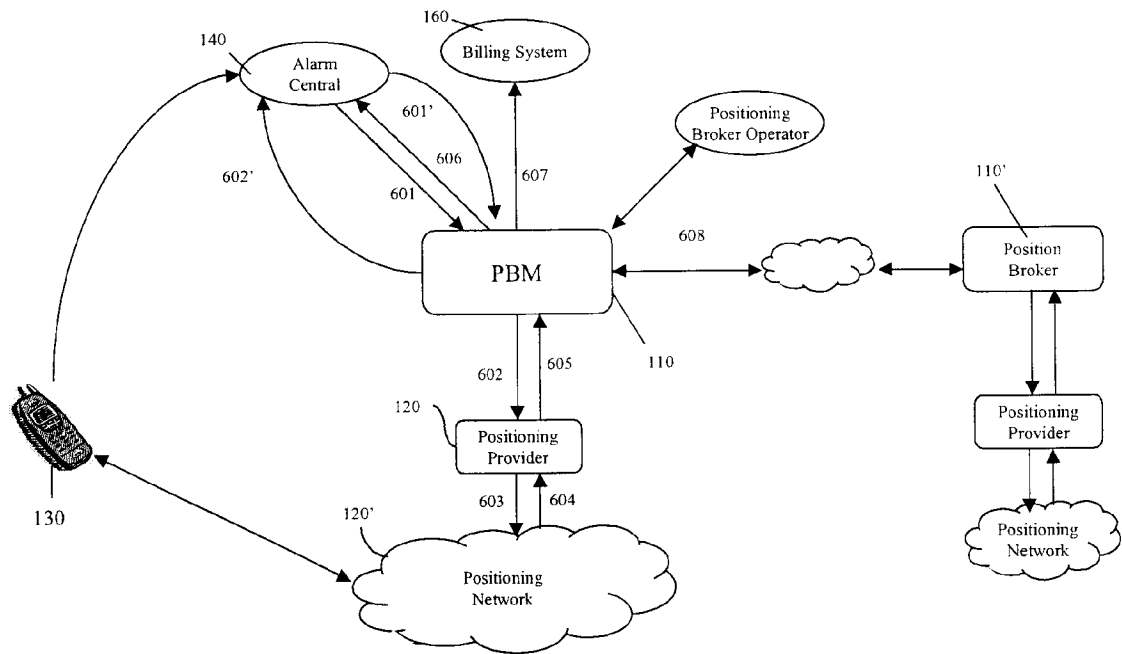 160
Billing System
140
Alarm
Central
601'
606
601
602'
607
Positioning
Broker Operator
110'
608
Position
Broker
PBM
110
602
605
120
Positioning
Provider
Positioning
Provider
603
604
130
120'
Positioning
Network
Positioning
Network